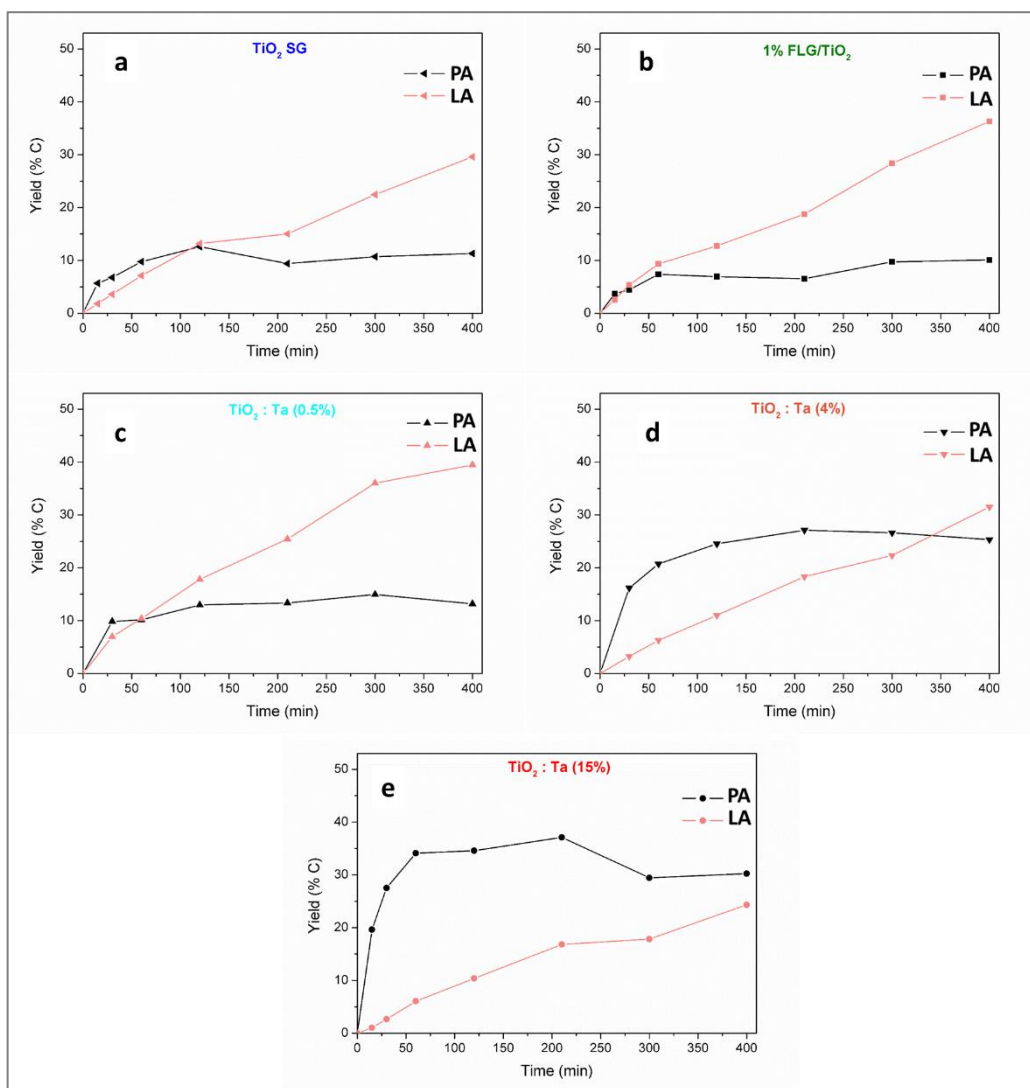 TiO2 SG
a
PA
LA
50
40
30
20
10
0
Yield (% C)
0 50 100 150 200 250 300 350 400
Time (min)
1% FLG/TiO2
b
PA
LA
50
40
30
20
10
0
Yield (% C)
0 50 100 150 200 250 300 350 400
Time (min)
TiO2 : Ta (0.5%)
c
PA
LA
50
40
30
20
10
0
Yield (% C)
0 50 100 150 200 250 300 350 400
Time (min)
TiO2 : Ta (4%)
d
PA
LA
50
40
30
20
10
0
Yield (% C)
0 50 100 150 200 250 300 350 400
Time (min)
TiO2 : Ta (15%)
e
PA
LA
50
40
30
20
10
0
Yield (% C)
0 50 100 150 200 250 300 350 400
Time (min)